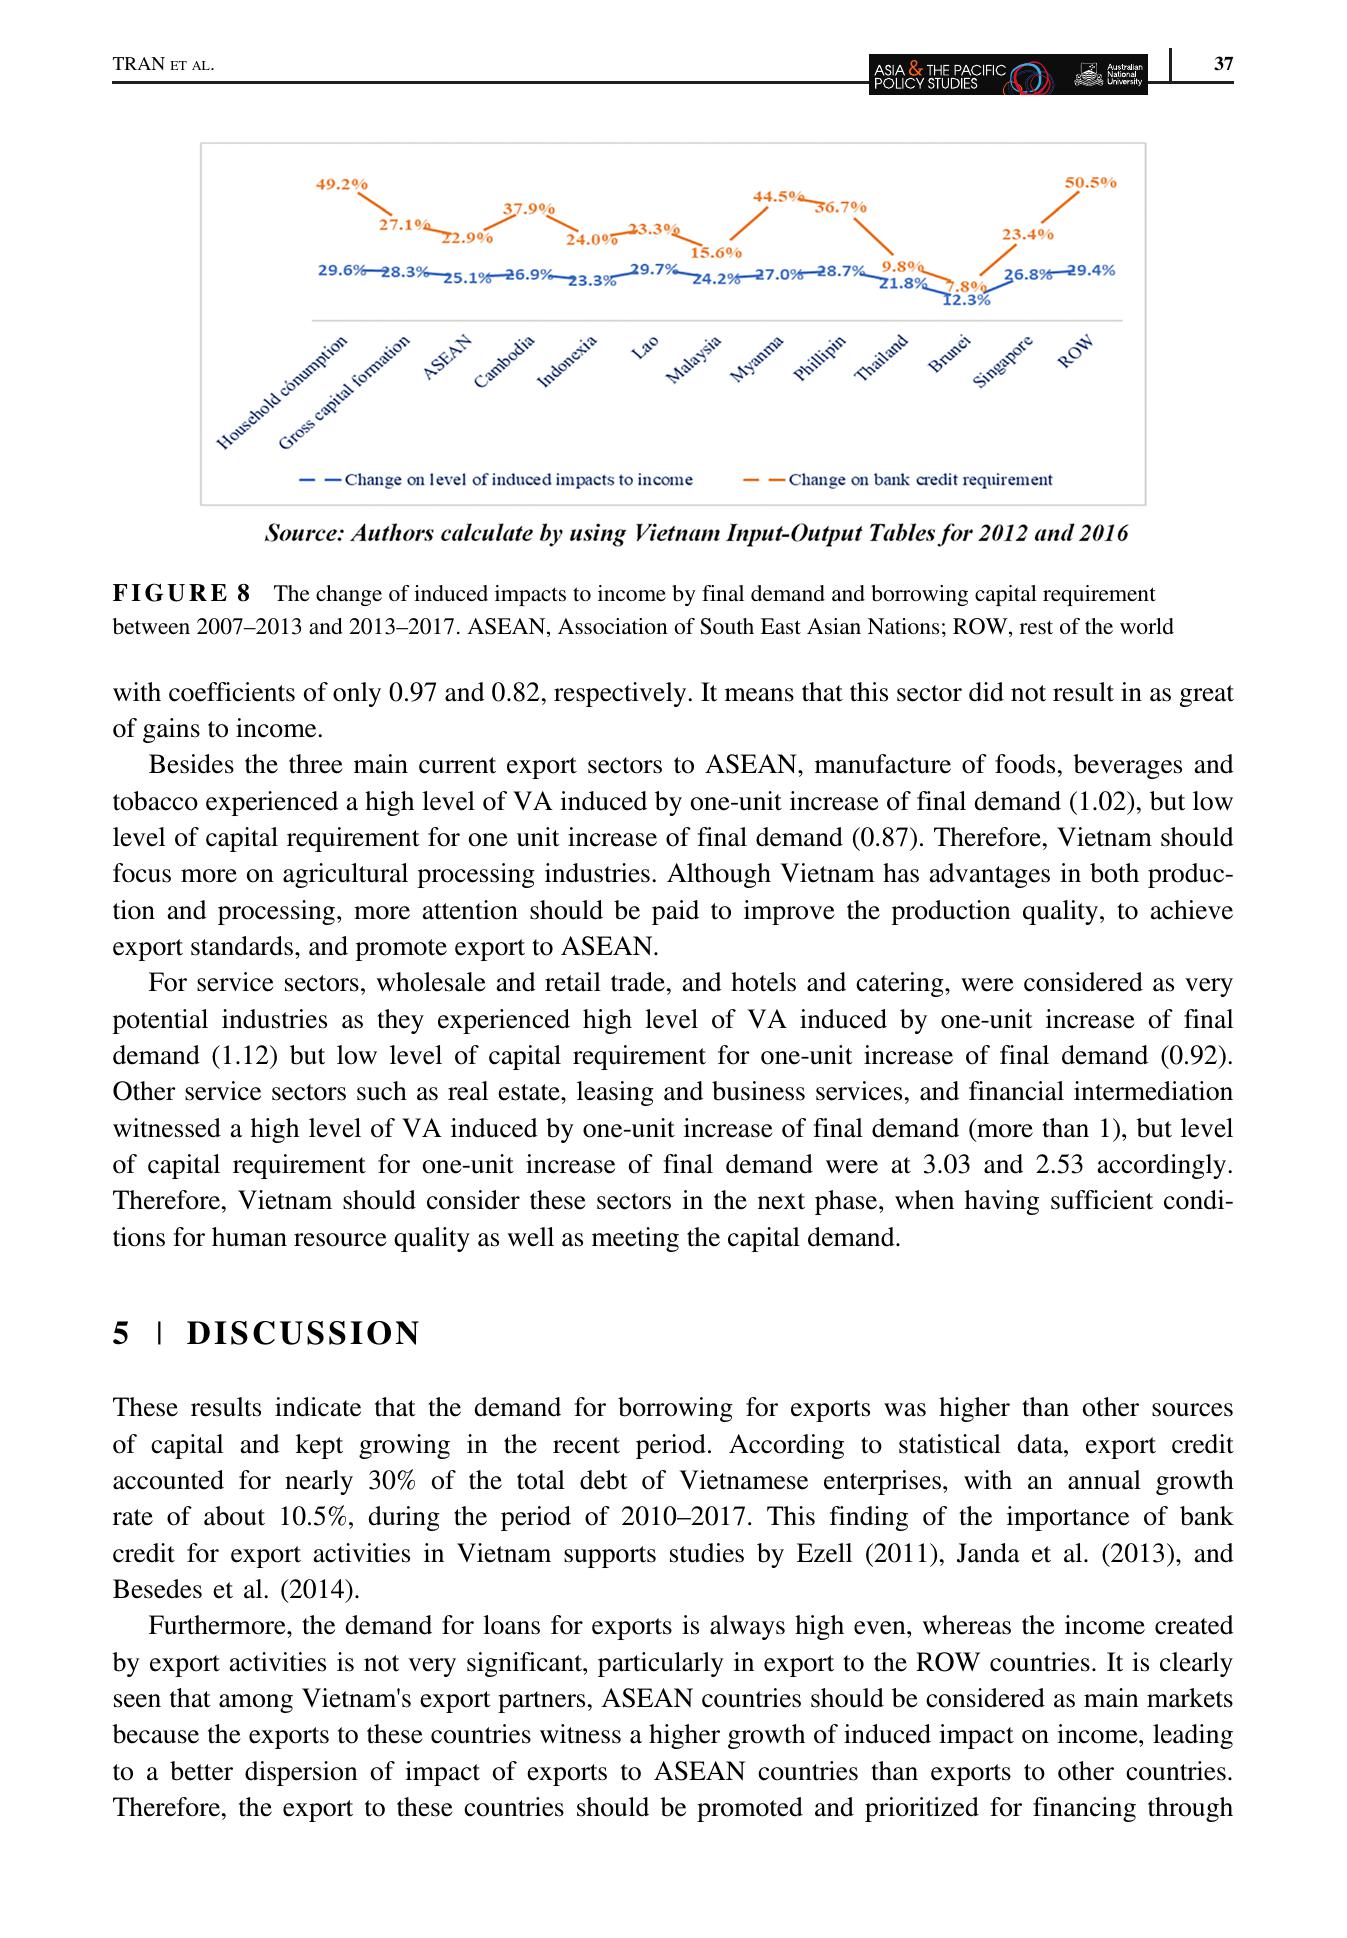 TRAN ET AL.
ASIA & THE PACIFIC
POLICY STUDIES
Australian
National
University
37
49.2% 27.1% 22.9% 37.9% 24.0% 23.3% 15.6% 44.5% 36.7% 9.8% 7.8% 23.4% 50.5%
29.6% 28.3% 25.1% 26.9% 23.3% 29.7% 24.2% 27.0% 28.7% 21.8% 12.3% 26.8% 29.4%
Household cónumption
Gross capital formation
ASEAN
Cambodia
Indonexia
Lao
Malaysia
Myanma
Phillipin
Thailand
Brunei
Singapore
ROW
Change on level of induced impacts to income
Change on bank credit requirement
Source: Authors calculate by using Vietnam Input-Output Tables for 2012 and 2016
FIGURE 8 The change of induced impacts to income by final demand and borrowing capital requirement
between 2007–2013 and 2013–2017. ASEAN, Association of South East Asian Nations; ROW, rest of the world
with coefficients of only 0.97 and 0.82, respectively. It means that this sector did not result in as great
of gains to income.
Besides the three main current export sectors to ASEAN, manufacture of foods, beverages and
tobacco experienced a high level of VA induced by one-unit increase of final demand (1.02), but low
level of capital requirement for one unit increase of final demand (0.87). Therefore, Vietnam should
focus more on agricultural processing industries. Although Vietnam has advantages in both produc-
tion and processing, more attention should be paid to improve the production quality, to achieve
export standards, and promote export to ASEAN.
For service sectors, wholesale and retail trade, and hotels and catering, were considered as very
potential industries as they experienced high level of VA induced by one-unit increase of final
demand (1.12) but low level of capital requirement for one-unit increase of final demand (0.92).
Other service sectors such as real estate, leasing and business services, and financial intermediation
witnessed a high level of VA induced by one-unit increase of final demand (more than 1), but level
of capital requirement for one-unit increase of final demand were at 3.03 and 2.53 accordingly.
Therefore, Vietnam should consider these sectors in the next phase, when having sufficient condi-
tions for human resource quality as well as meeting the capital demand.
5 | DISCUSSION
These results indicate that the demand for borrowing for exports was higher than other sources
of capital and kept growing in the recent period. According to statistical data, export credit
accounted for nearly 30% of the total debt of Vietnamese enterprises, with an annual growth
rate of about 10.5%, during the period of 2010–2017. This finding of the importance of bank
credit for export activities in Vietnam supports studies by Ezell (2011), Janda et al. (2013), and
Besedes et al. (2014).
Furthermore, the demand for loans for exports is always high even, whereas the income created
by export activities is not very significant, particularly in export to the ROW countries. It is clearly
seen that among Vietnam's export partners, ASEAN countries should be considered as main markets
because the exports to these countries witness a higher growth of induced impact on income, leading
to a better dispersion of impact of exports to ASEAN countries than exports to other countries.
Therefore, the export to these countries should be promoted and prioritized for financing through